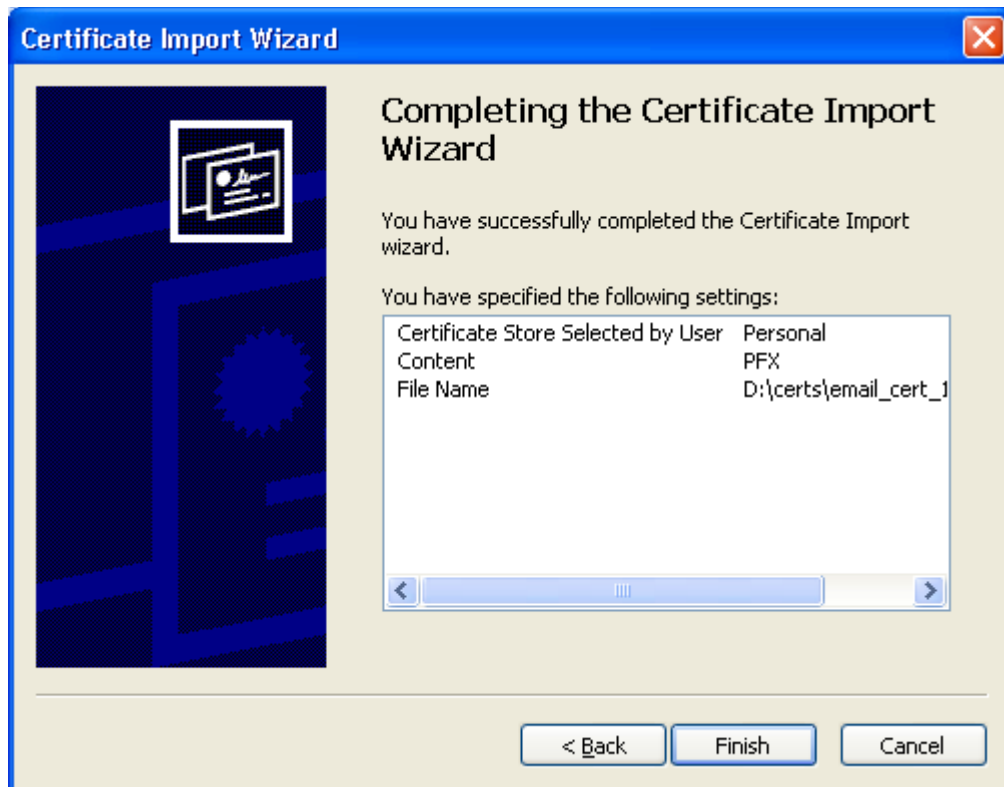 Certificate Import Wizard
Completing the Certificate Import
Wizard
You have successfully completed the Certificate Import
wizard.
You have specified the following settings:
Certificate Store Selected by User Personal
Content PFX
File Name D:\certs\email_cert_1
< Back Finish Cancel